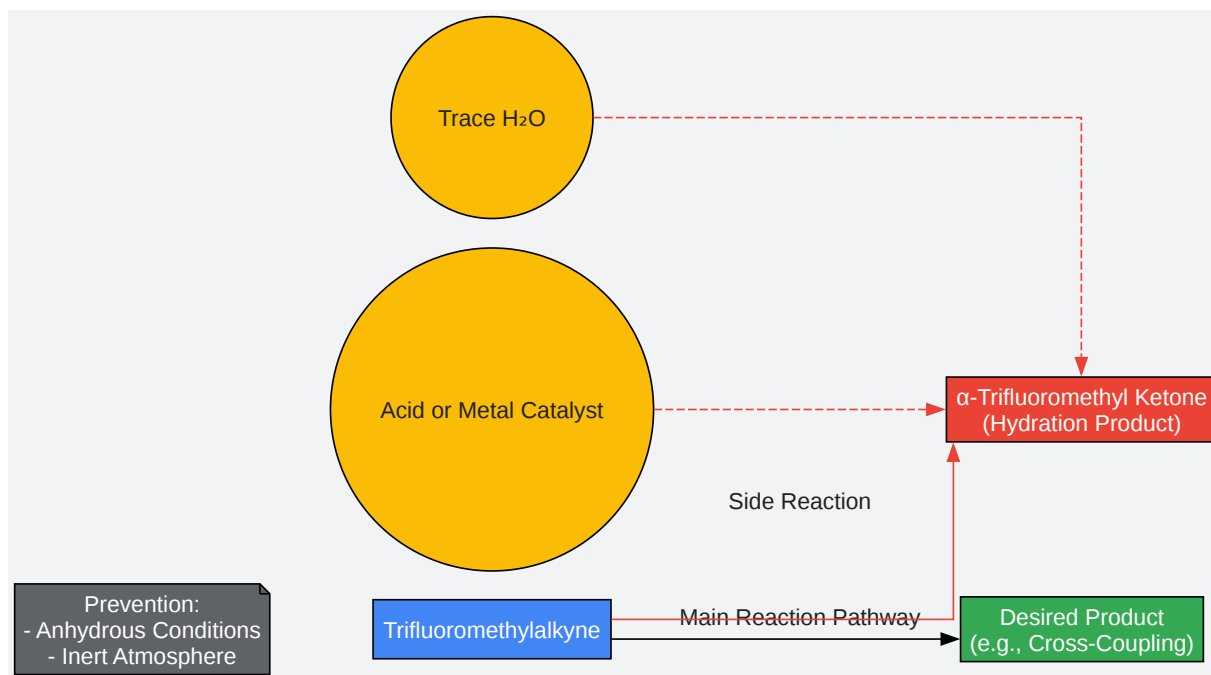 Trace H₂O
Acid or Metal Catalyst
α-Trifluoromethyl Ketone
(Hydration Product)
Side Reaction
Prevention:
- Anhydrous Conditions
- Inert Atmosphere
Trifluoromethylalkyne
Main Reaction Pathway
Desired Product
(e.g., Cross-Coupling)